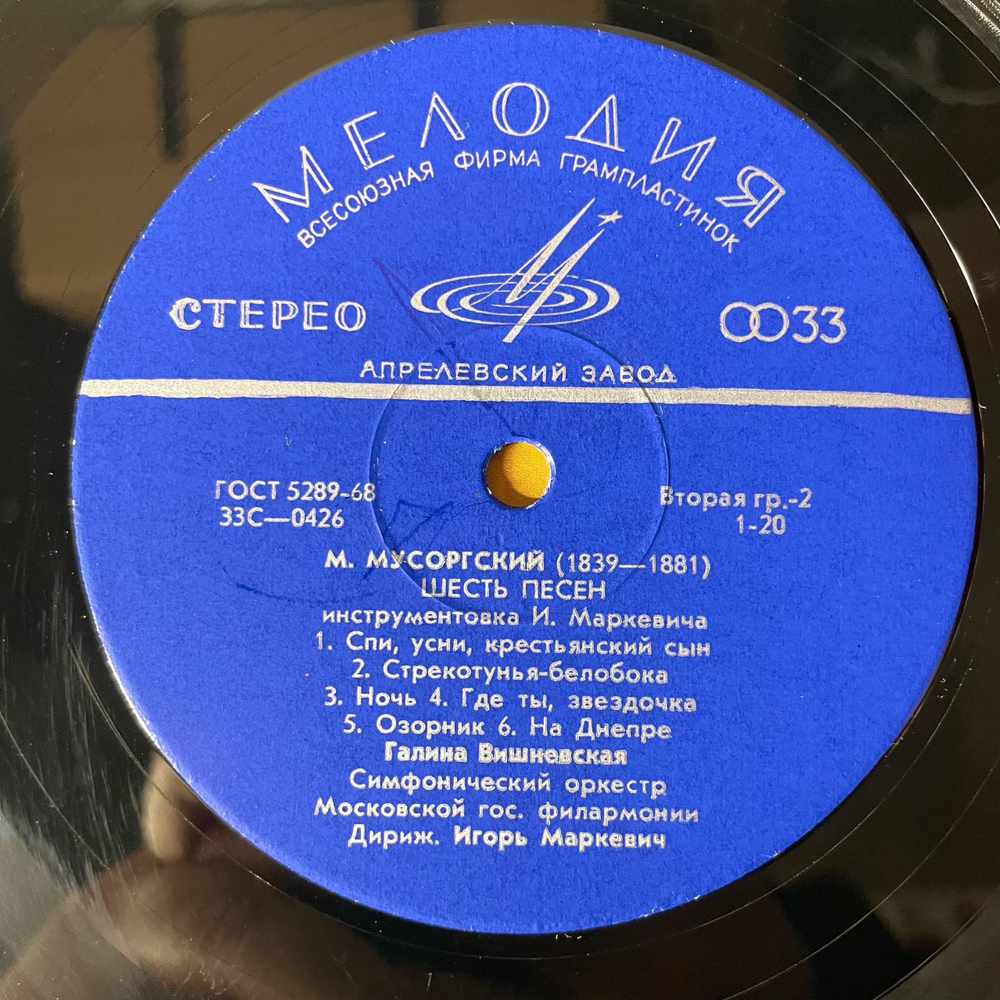 МЕЛОДИЯ
ВСЕСОЮЗНАЯ ФИРМА ГРАМПЛАСТИНОК
СТЕРЕО
33
АПРЕЛЕВСКИЙ ЗАВОД
ГОСТ 5289-68
33С—0426
Вторая гр.-2
1-20
М. МУСОРГСКИЙ (1839—1881)
ШЕСТЬ ПЕСЕН
инструментовка И. Маркевича
1. Спи, усни, крестьянский сын
2. Стрекотунья-белобока
3. Ночь 4. Где ты, звездочка
5. Озорник 6. На Днепре
Галина Вишневская
Симфонический оркестр
Московской гос. филармонии
Дириж. Игорь Маркевич